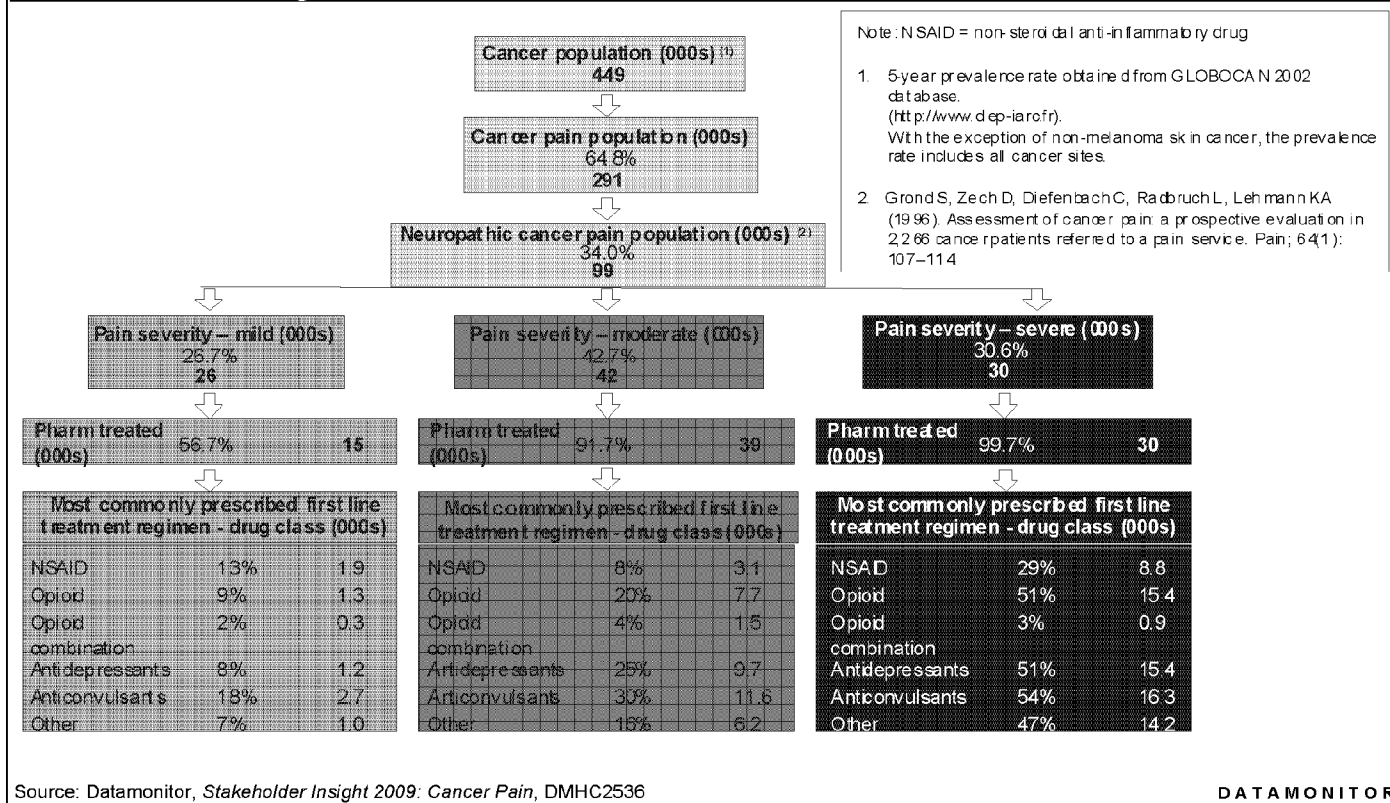 Cancer population (000s) (1)
449
Cancer pain population (000s)
64.8%
291
Neuropathic cancer pain population (000s) (2)
34.0%
99
Note: NSAID = non-steroidal anti-inflammatory drug
1. 5-year prevalence rate obtained from GLOBOCAN 2002
database.
(http://www.dep-iarc.fr).
With the exception of non-melanoma skin cancer, the prevalence
rate includes all cancer sites.
2. Grond S, Zech D, Diefenbach C, Radbruch L, Lehmann KA
(1996). Assessment of cancer pain: a prospective evaluation in
2,266 cancer patients referred to a pain service. Pain; 64(1):
107–114
Pain severity – mild (000s)
26.7%
26
Pharm treated
(000s) 56.7% 15
Most commonly prescribed first line
treatment regimen - drug class (000s)
NSAID 13% 1.9
Opioid 9% 1.3
Opioid 2% 0.3
combination
Antidepressants 8% 1.2
Anticonvulsants 18% 2.7
Other 7% 1.0
Pain severity – moderate (000s)
42.7%
42
Pharm treated
(000s) 91.7% 39
Most commonly prescribed first line
treatment regimen - drug class (000s)
NSAID 8% 3.1
Opioid 20% 7.7
Opioid 4% 1.5
combination
Antidepressants 25% 9.7
Anticonvulsants 30% 11.6
Other 16% 6.2
Pain severity – severe (000s)
30.6%
30
Pharm treated
(000s) 99.7% 30
Most commonly prescribed first line
treatment regimen - drug class (000s)
NSAID 29% 8.8
Opioid 51% 15.4
Opioid 3% 0.9
combination
Antidepressants 51% 15.4
Anticonvulsants 54% 16.3
Other 47% 14.2
Source: Datamonitor, Stakeholder Insight 2009: Cancer Pain, DMHC2536
DATAMONITOR